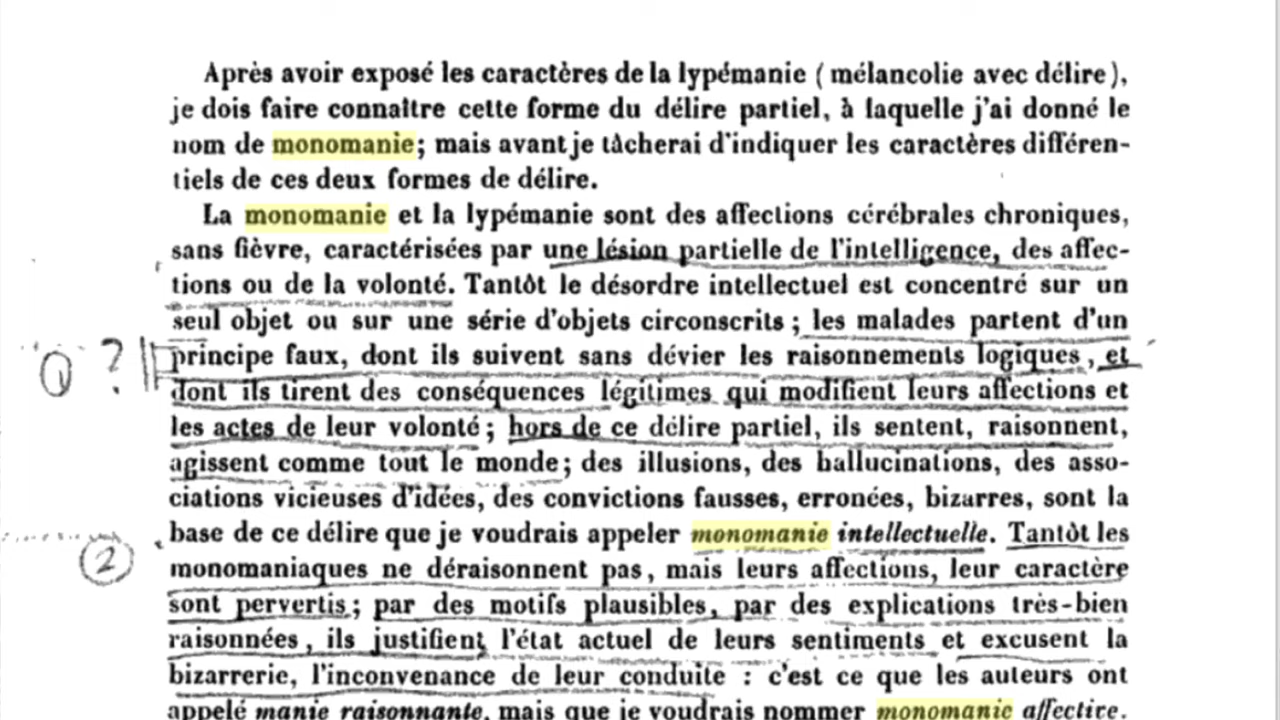 Après avoir exposé les caractères de la lypémanie ( mélancolie avec délire ),
je dois faire connaître cette forme du délire partiel, à laquelle j'ai donné le
nom de monomanie; mais avant je tâcherai d'indiquer les caractères différen-
tiels de ces deux formes de délire.
La monomanie et la lypémanie sont des affections cérébrales chroniques,
sans fièvre, caractérisées par une lésion partielle de l'intelligence, des affec-
tions ou de la volonté. Tantôt le désordre intellectuel est concentré sur un
seul objet ou sur une série d'objets circonscrits ; les malades partent d'un
principe faux, dont ils suivent sans dévier les raisonnements logiques, et
dont ils tirent des conséquences légitimes qui modifient leurs affections et
les actes de leur volonté ; hors de ce délire partiel, ils sentent, raisonnent,
agissent comme tout le monde; des illusions, des hallucinations, des asso-
ciations vicieuses d'idées, des convictions fausses, erronées, bizarres, sont la
base de ce délire que je voudrais appeler monomanie intellectuelle. Tantôt les
2
monomaniaques ne déraisonnent pas, mais leurs affections, leur caractère
sont pervertis; par des motifs plausibles, par des explications très-bien
raisonnées, ils justifient l'état actuel de leurs sentiments et excusent la
bizarrerie, l'inconvenance de leur conduite : c'est ce que les auteurs ont
appelé manie raisonnante, mais que je voudrais nommer monomanie affective.